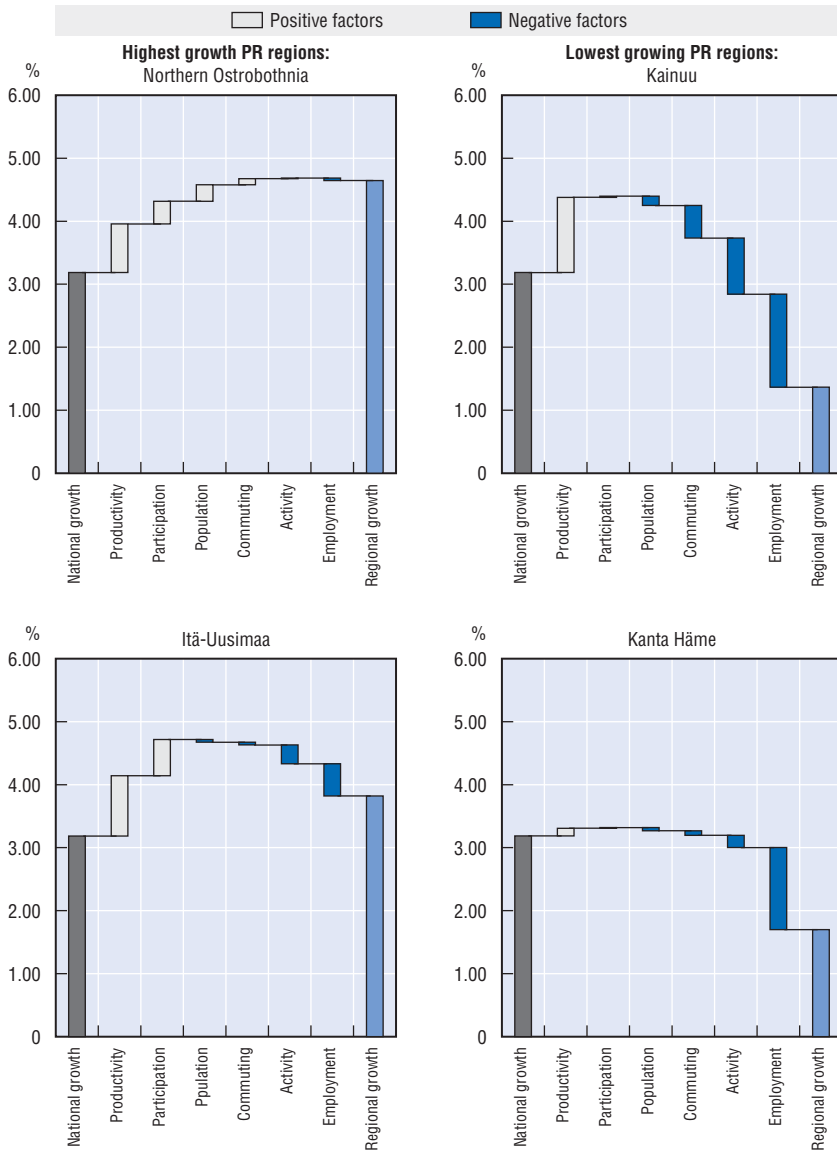 Positive factors Negative factors
Highest growth PR regions:
Northern Ostrobothnia
%
6.00
5.00
4.00
3.00
2.00
1.00
0
National growth
Productivity
Participation
Population
Commuting
Activity
Employment
Regional growth
Lowest growing PR regions:
Kainuu
%
6.00
5.00
4.00
3.00
2.00
1.00
0
National growth
Productivity
Participation
Population
Commuting
Activity
Employment
Regional growth
Itä-Uusimaa
%
6.00
5.00
4.00
3.00
2.00
1.00
0
National growth
Productivity
Participation
Ppulation
Commuting
Activity
Employment
Regional growth
Kanta Häme
%
6.00
5.00
4.00
3.00
2.00
1.00
0
National growth
Productivity
Participation
Population
Commuting
Activity
Employment
Regional growth